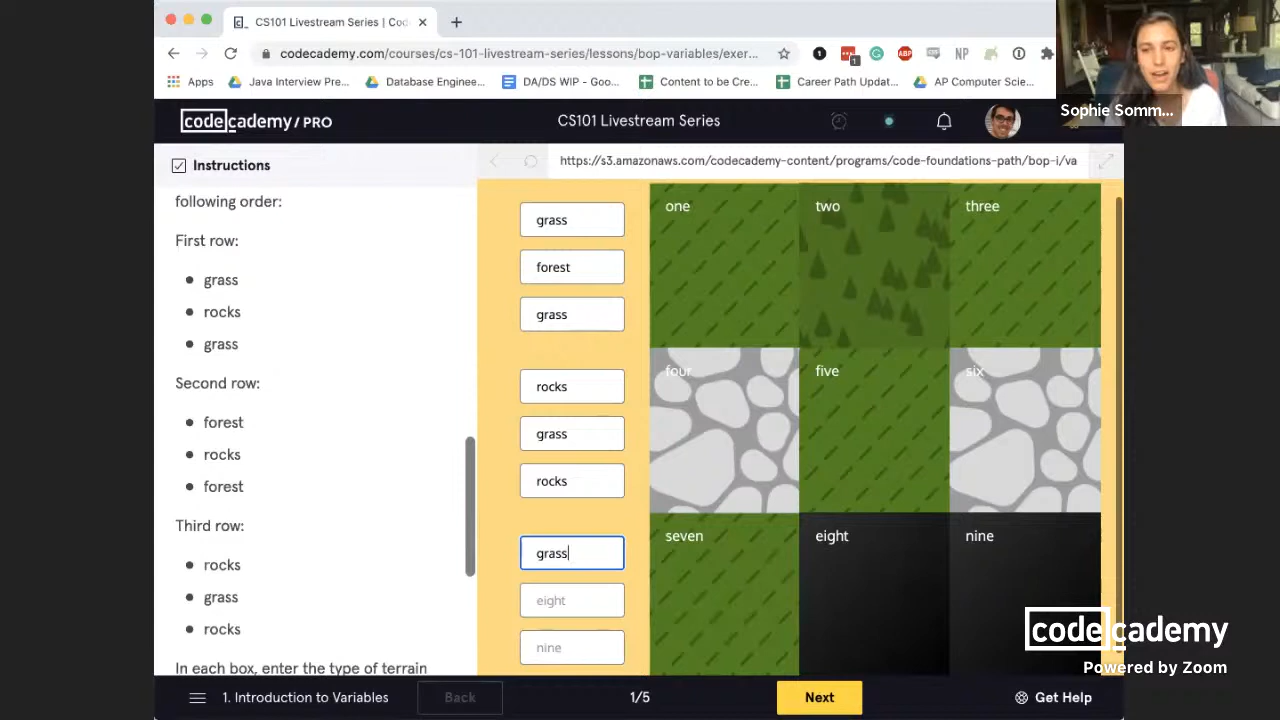 CS101 Livestream Series | Cod
codecademy.com/courses/cs-101-livestream-series/lessons/bop-variables/exer...
1
1
ABP
NP
Apps
Java Interview Pre...
Database Enginee...
DA/DS WIP - Goo...
Content to be Cre...
Career Path Updat...
AP Computer Scie...
Sophie Somm...
codecademy / PRO
CS101 Livestream Series
Instructions
https://s3.amazonaws.com/codecademy-content/programs/code-foundations-path/bop-i/va
following order:
First row:
grass
rocks
grass
Second row:
forest
rocks
forest
Third row:
rocks
grass
rocks
In each box, enter the type of terrain
grass
forest
grass
rocks
grass
rocks
grass
eight
nine
one
two
three
four
five
six
seven
eight
nine
codecademy
Powered by Zoom
1. Introduction to Variables
Back
1/5
Next
Get Help